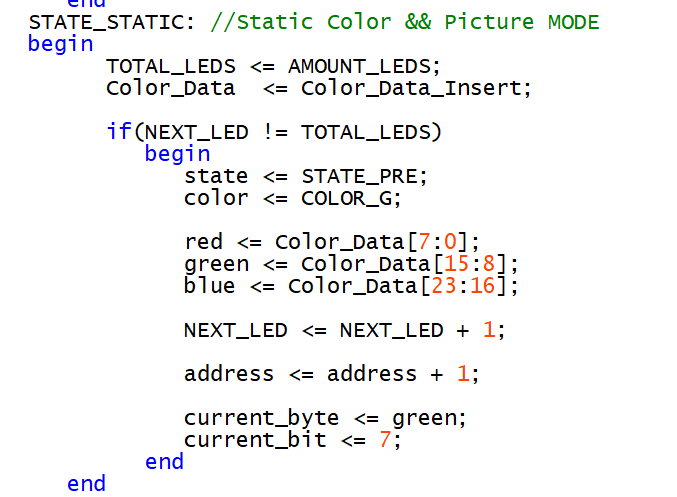 end
STATE_STATIC: //Static Color && Picture MODE
begin
TOTAL_LEDS <= AMOUNT_LEDS;
Color_Data  <= Color_Data_Insert;
if(NEXT_LED != TOTAL_LEDS)
begin
state <= STATE_PRE;
color <= COLOR_G;
red <= Color_Data[7:0];
green <= Color_Data[15:8];
blue <= Color_Data[23:16];
NEXT_LED <= NEXT_LED + 1;
address <= address + 1;
current_byte <= green;
current_bit <= 7;
end
end